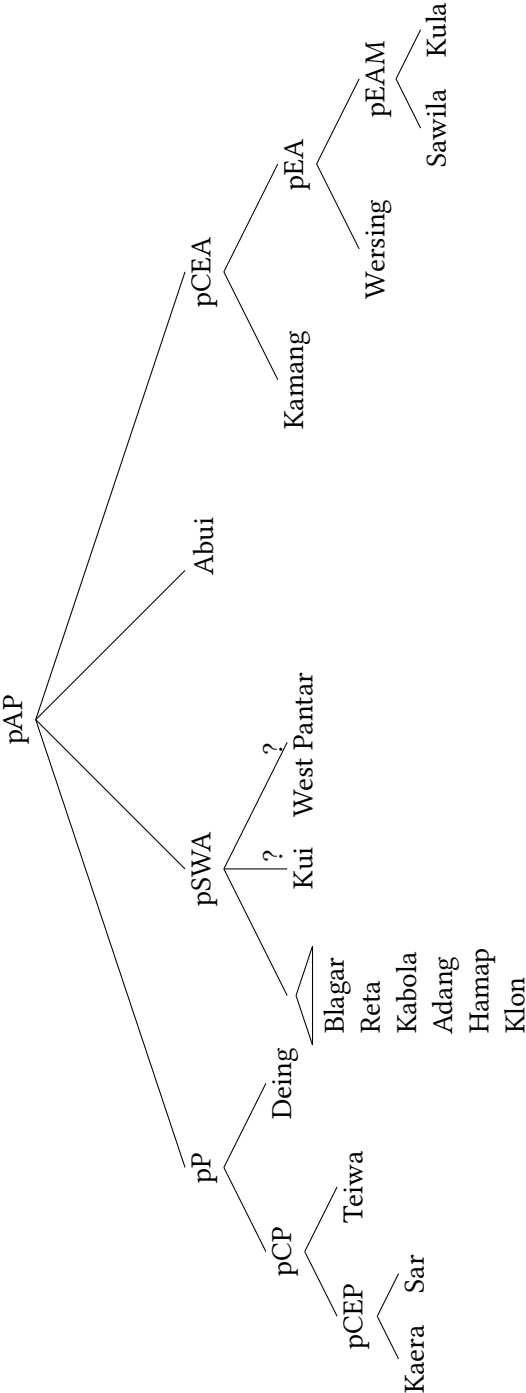 pAP
pP
pSWA
Abui
pCEA
pCP
Deing
?
?
Kui
West Pantar
Kamang
pEA
pCEP
Teiwa
Blagar
Reta
Kabola
Adang
Hamap
Klon
Wersing
pEAM
Kaera
Sar
Sawila
Kula